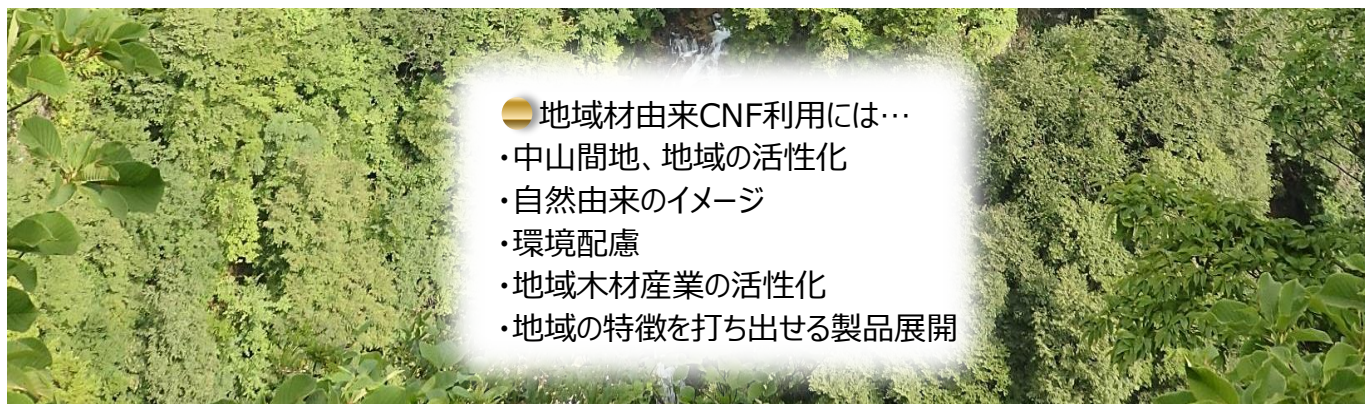 地域材由来CNF利用には…
・中山間地、地域の活性化
・自然由来のイメージ
・環境配慮
・地域木材産業の活性化
・地域の特徴を打ち出せる製品展開